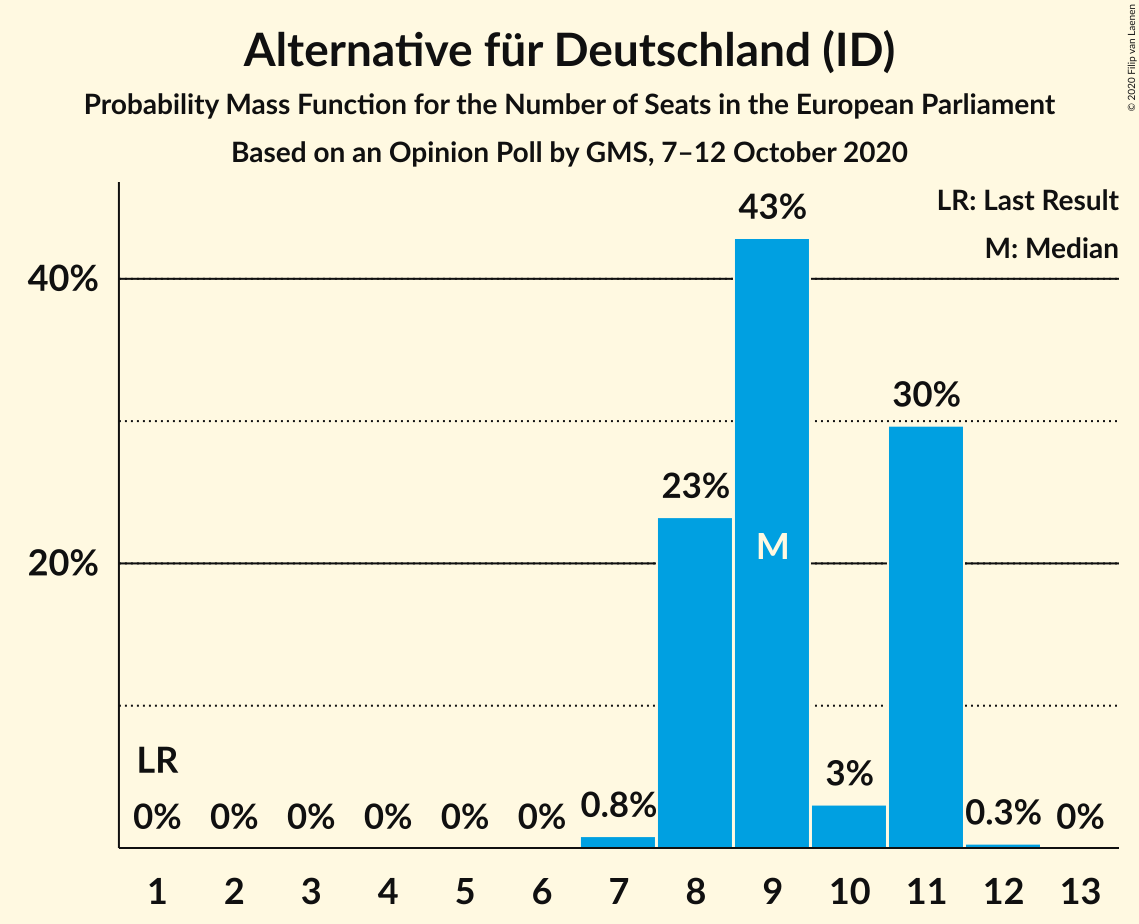 Alternative für Deutschland (ID)
Probability Mass Function for the Number of Seats in the European Parliament
Based on an Opinion Poll by GMS, 7–12 October 2020
© 2020 Filip van Laenen
LR: Last Result
M: Median
40%
20%
LR
0%
0%
0%
0%
0%
0%
0.8%
23%
43%
M
3%
30%
0.3%
0%
1 2 3 4 5 6 7 8 9 10 11 12 13